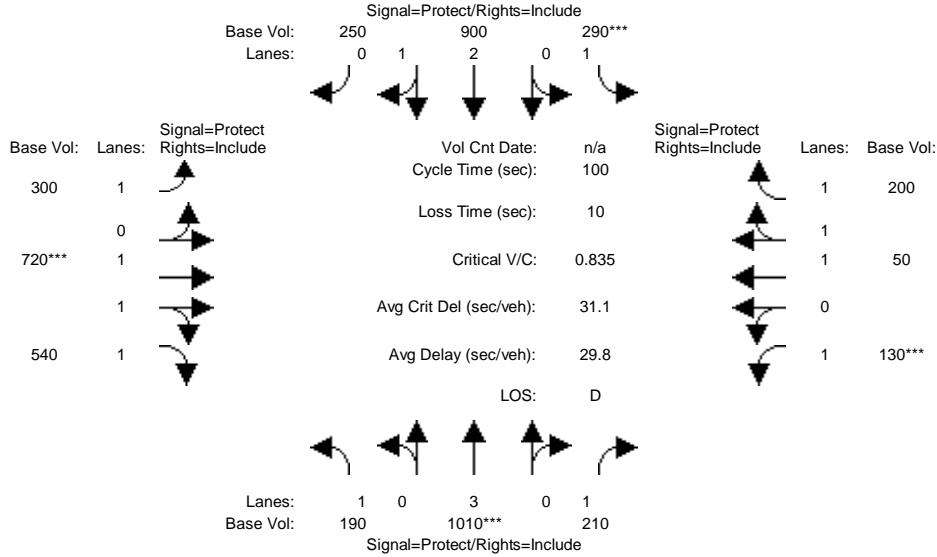 Signal=Protect/Rights=Include
Base Vol: 250 900 290***
Lanes: 0 1 2 0 1
Signal=Protect
Base Vol: Lanes: Rights=Include
Vol Cnt Date: n/a
Signal=Protect
Rights=Include Lanes: Base Vol:
Cycle Time (sec): 100
300 1
1 200
Loss Time (sec): 10
0
1
720*** 1
Critical V/C: 0.835
1 50
1
Avg Crit Del (sec/veh): 31.1
0
540 1
Avg Delay (sec/veh): 29.8
1 130***
LOS: D
Lanes: 1 0 3 0 1
Base Vol: 190 1010*** 210
Signal=Protect/Rights=Include